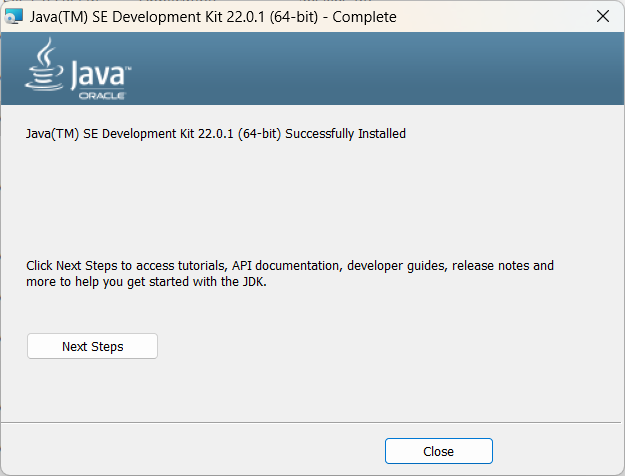 Java(TM) SE Development Kit 22.0.1 (64-bit) - Complete
Java™
ORACLE
Java(TM) SE Development Kit 22.0.1 (64-bit) Successfully Installed
Click Next Steps to access tutorials, API documentation, developer guides, release notes and
more to help you get started with the JDK.
Next Steps
Close